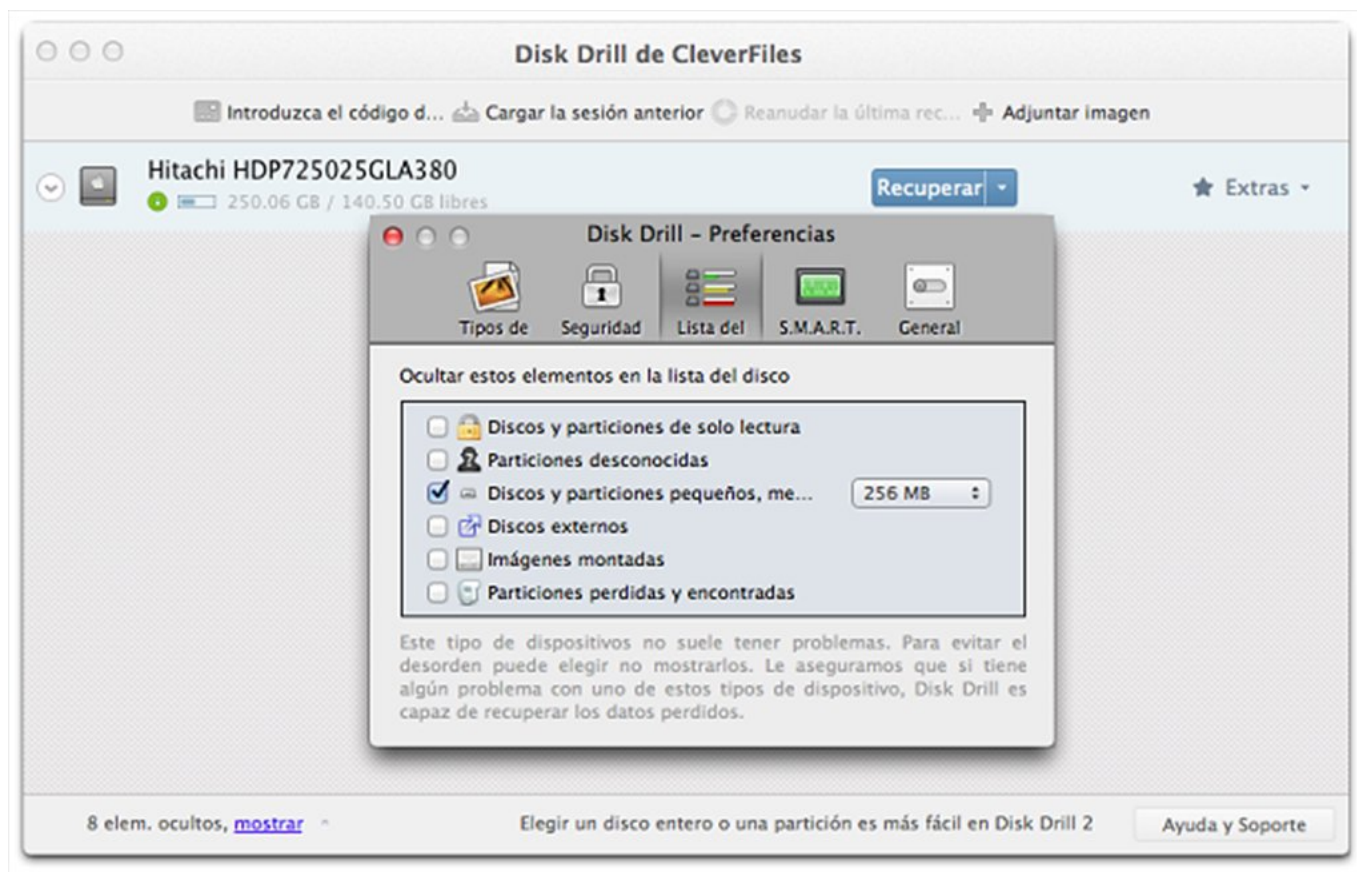 Disk Drill de CleverFiles
Introduzca el código d... Cargar la sesión anterior Reanudar la última rec... Adjuntar imagen
Hitachi HDP725025GLA380
250.06 GB / 140.50 GB libres
Recuperar
Extras
Disk Drill – Preferencias
Tipos de Seguridad Lista del S.M.A.R.T. General
Ocultar estos elementos en la lista del disco
Discos y particiones de solo lectura
Particiones desconocidas
Discos y particiones pequeños, me... 256 MB
Discos externos
Imágenes montadas
Particiones perdidas y encontradas
Este tipo de dispositivos no suele tener problemas. Para evitar el
desorden puede elegir no mostrarlos. Le aseguramos que si tiene
algún problema con uno de estos tipos de dispositivo, Disk Drill es
capaz de recuperar los datos perdidos.
8 elem. ocultos, mostrar
Elegir un disco entero o una partición es más fácil en Disk Drill 2
Ayuda y Soporte